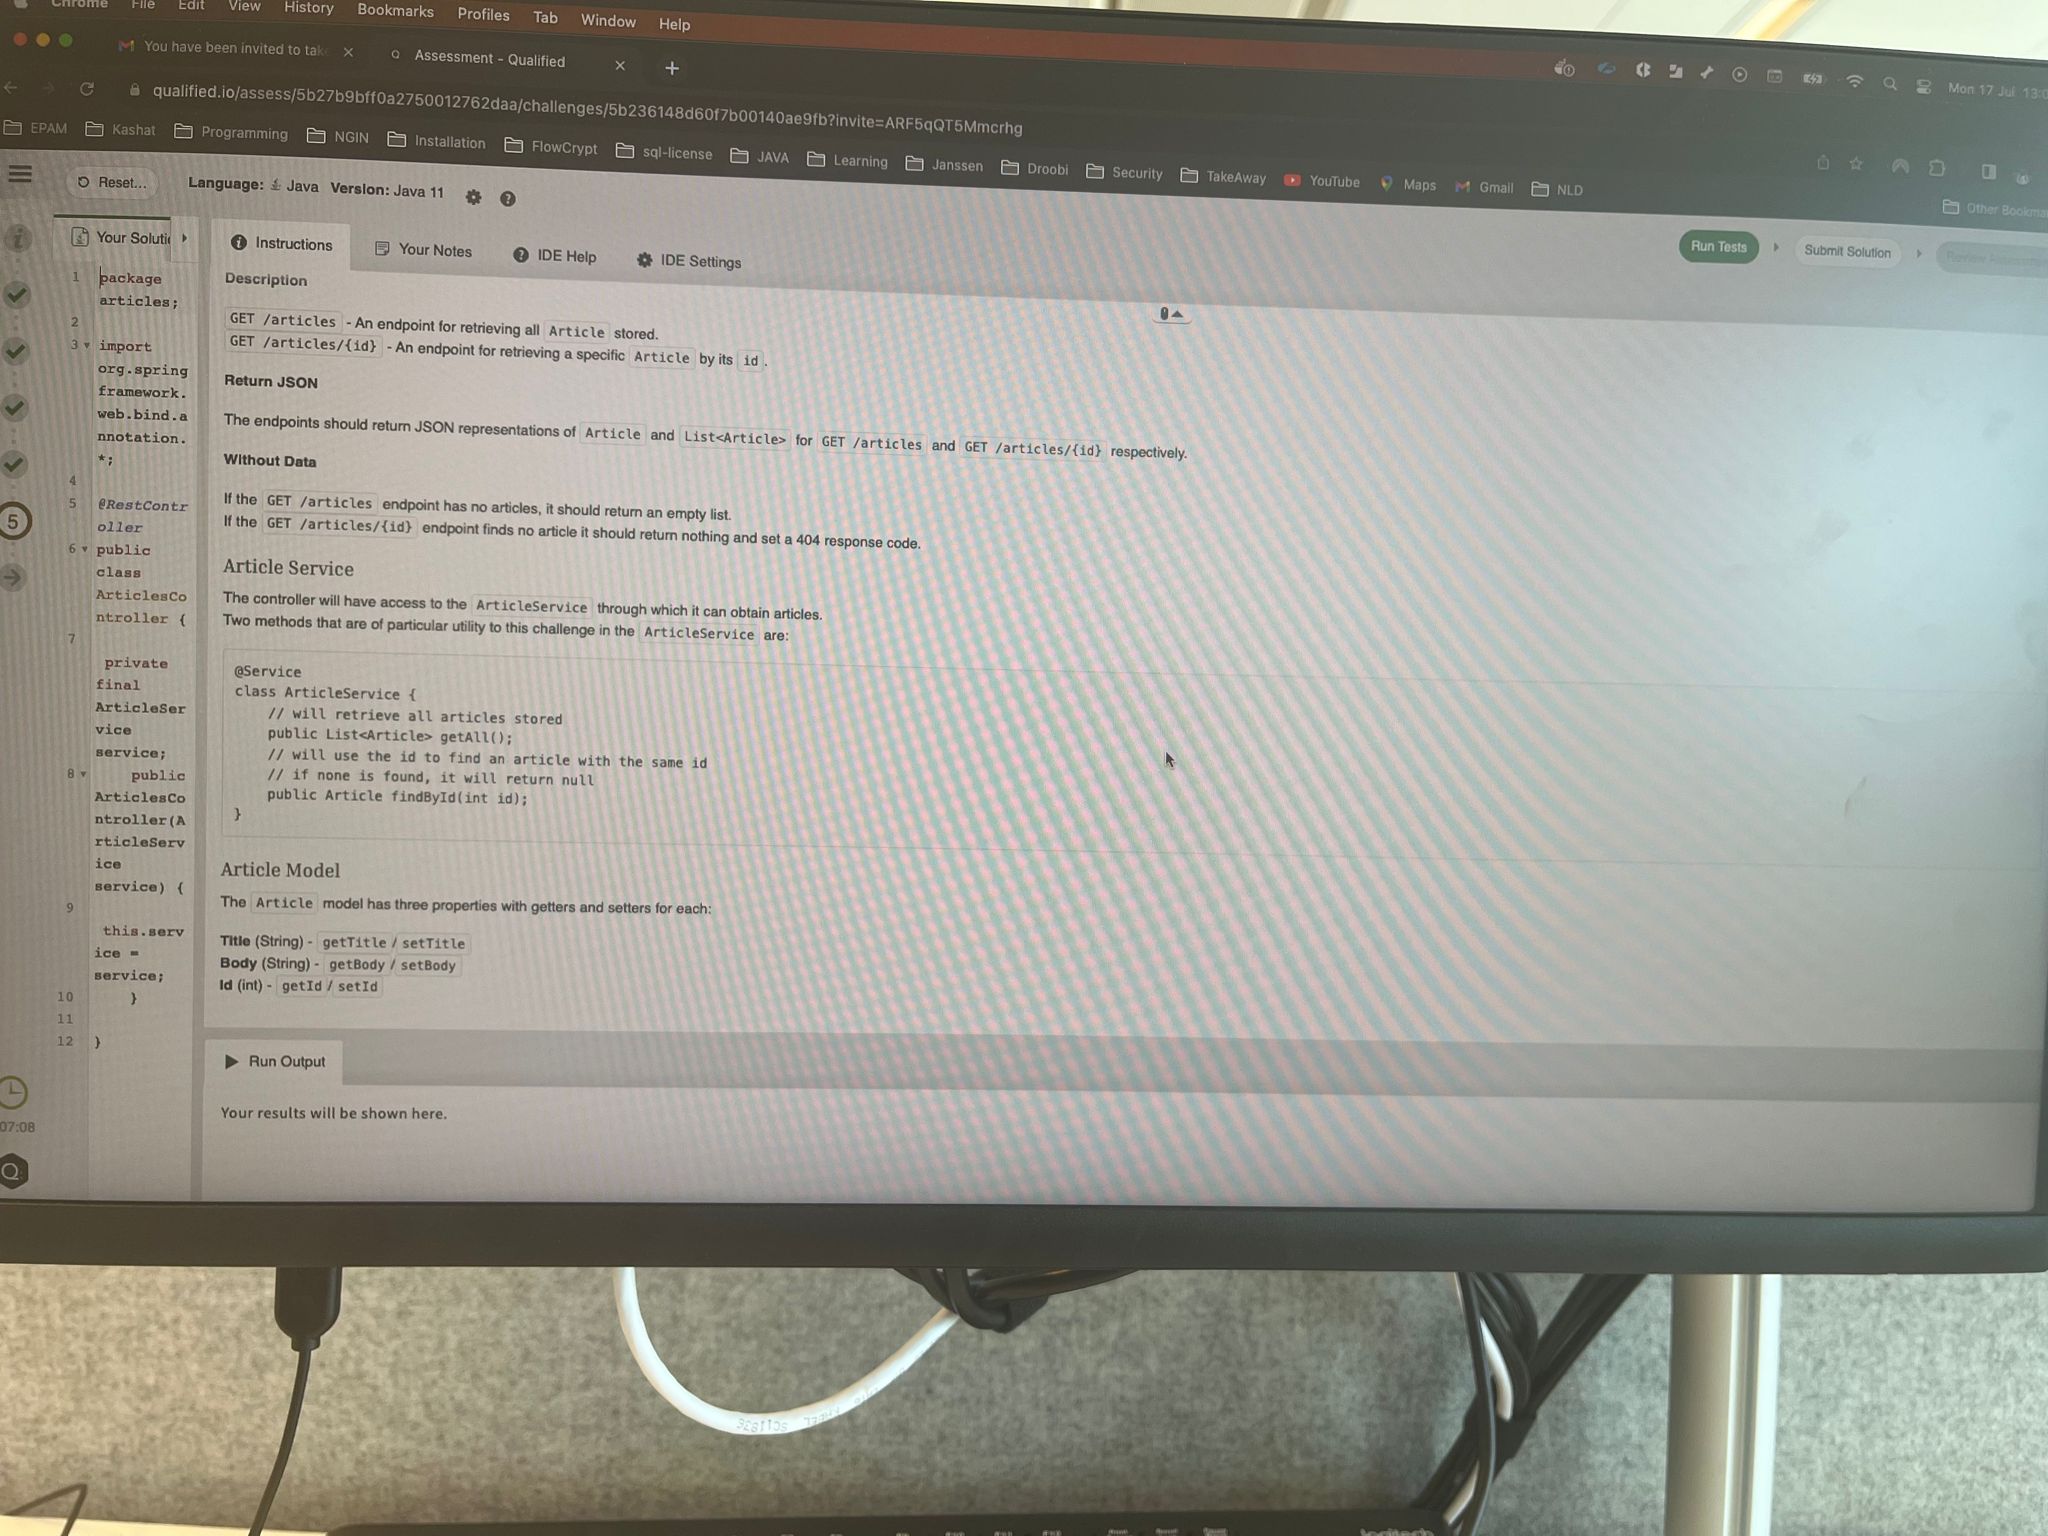 Chrome File Edit View History Bookmarks Profiles Tab Window Help
You have been invited to tak
Assessment - Qualified
Mon 17 Jul 13:0
qualified.io/assess/5b27b9bff0a2750012762daa/challenges/5b236148d60f7b00140ae9fb?invite=ARF5qQT5Mmcrhg
EPAM Kashat Programming NGIN Installation FlowCrypt sql-license JAVA Learning Janssen Droobi Security TakeAway YouTube Maps Gmail NLD
Other Bookma
Reset... Language: Java Version: Java 11
Your Soluti
Instructions Your Notes IDE Help IDE Settings
Run Tests Submit Solution
1 package
articles;
2
3 import
org.spring
framework.
web.bind.a
nnotation.
*;
4
5 @RestContr
oller
6 public
class
ArticlesCo
ntroller {
7
private
final
ArticleSer
vice
service;
8 public
ArticlesCo
ntroller(A
rticleServ
ice
service) {
9
this.serv
ice =
service;
10 }
11
12 }
5
07:08
Description
GET /articles - An endpoint for retrieving all Article stored.
GET /articles/{id} - An endpoint for retrieving a specific Article by its id .
Return JSON
The endpoints should return JSON representations of Article and List<Article> for GET /articles and GET /articles/{id} respectively.
Without Data
If the GET /articles endpoint has no articles, it should return an empty list.
If the GET /articles/{id} endpoint finds no article it should return nothing and set a 404 response code.
Article Service
The controller will have access to the ArticleService through which it can obtain articles.
Two methods that are of particular utility to this challenge in the ArticleService are:
@Service
class ArticleService {
// will retrieve all articles stored
public List<Article> getAll();
// will use the id to find an article with the same id
// if none is found, it will return null
public Article findById(int id);
}
Article Model
The Article model has three properties with getters and setters for each:
Title (String) - getTitle / setTitle
Body (String) - getBody / setBody
Id (int) - getId / setId
Run Output
Your results will be shown here.